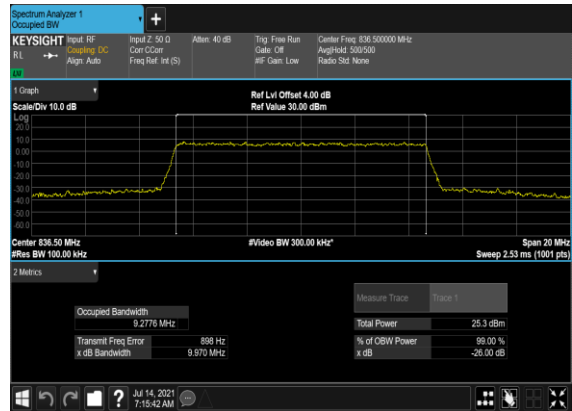 Spectrum Analyzer 1
Occupied BW
KEYSIGHT Input: RF Input Z: 50 Ω Atten: 40 dB Trig: Free Run Center Freq: 836.500000 MHz
RL Coupling: DC Corr CCorr Gate: Off Avg|Hold: 500/500
Align: Auto Freq Ref: Int (S) #IF Gain: Low Radio Std: None
LW
1 Graph Ref Lvl Offset 4.00 dB
Scale/Div 10.0 dB Ref Value 30.00 dBm
Log
20.0
10.0
0.00
-10.0
-20.0
-30.0
-40.0
-50.0
-60.0
Center 836.50 MHz #Video BW 300.00 kHz* Span 20 MHz
#Res BW 100.00 kHz Sweep 2.53 ms (1001 pts)
2 Metrics
Measure Trace Trace 1
Occupied Bandwidth
9.2776 MHz Total Power 25.3 dBm
Transmit Freq Error 898 Hz % of OBW Power 99.00 %
x dB Bandwidth 9.970 MHz x dB -26.00 dB
? Jul 14, 2021
7:15:42 AM